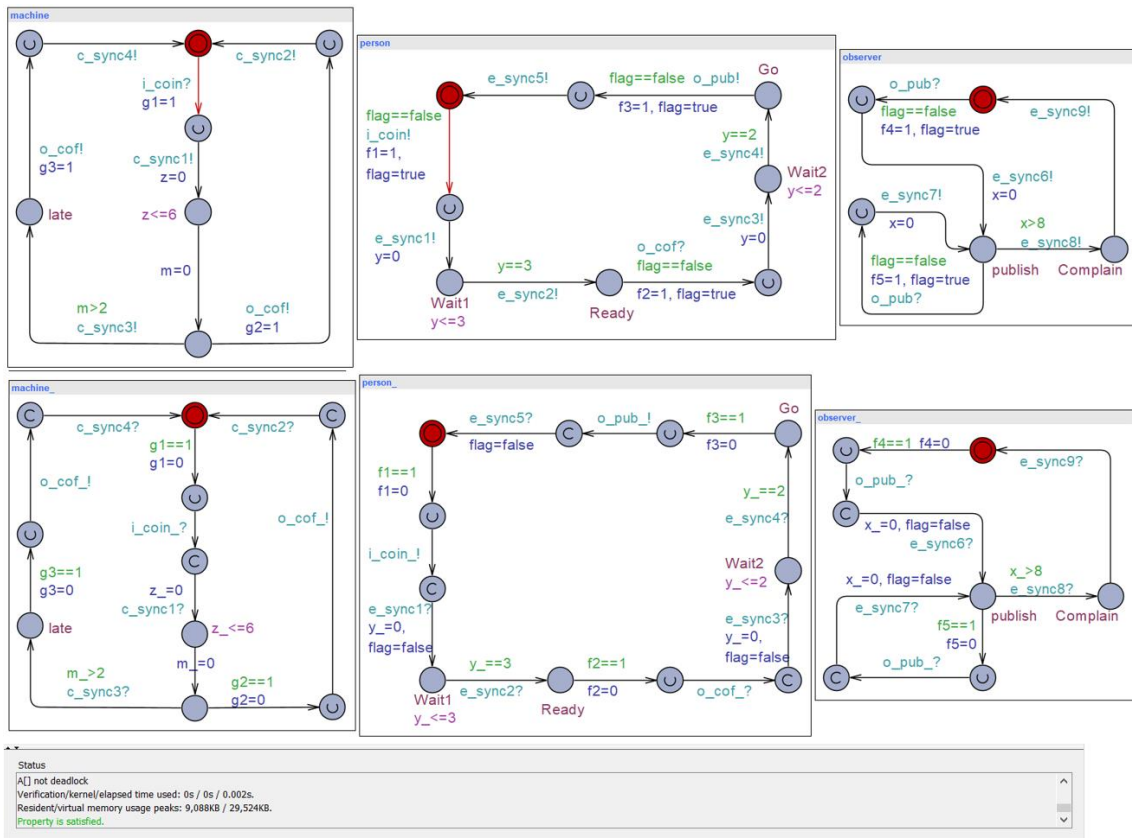 machine
c_sync4!
c_sync2!
i_coin?
g1=1
c_sync1!
z=0
o_cof!
g3=1
late
z<=6
m=0
m>2
c_sync3!
o_cof!
g2=1
person
e_sync5!
flag==false
o_pub!
Go
f3=1, flag=true
flag==false
i_coin!
f1=1,
flag=true
y==2
e_sync4!
Wait2
y<=2
e_sync1!
y=0
e_sync3!
y=0
y==3
e_sync2!
o_cof?
flag==false
f2=1, flag=true
Wait1
y<=3
Ready
observer
o_pub?
flag==false
f4=1, flag=true
e_sync9!
e_sync6!
x=0
e_sync7!
x=0
x>8
e_sync8!
flag==false
f5=1, flag=true
o_pub?
publish
Complain
machine_
c_sync4?
c_sync2?
g1==1
g1=0
o_cof_!
i_coin_?
o_cof_!
z_=0
c_sync1?
g3==1
g3=0
late
z_<=6
m_=0
m_>2
c_sync3?
g2==1
g2=0
person_
e_sync5?
flag=false
o_pub_!
f3==1
f3=0
Go
f1==1
f1=0
y_==2
e_sync4?
i_coin_!
Wait2
y_<=2
e_sync1?
y_=0,
flag=false
e_sync3?
y_=0,
flag=false
y_==3
e_sync2?
f2==1
f2=0
o_cof_?
Wait1
y_<=3
Ready
observer_
f4==1 f4=0
e_sync9?
o_pub_?
x_=0, flag=false
e_sync6?
x_=0, flag=false
e_sync7?
x_>8
e_sync8?
publish
Complain
f5==1
f5=0
o_pub_?
Status
A[] not deadlock
Verification/kernel/elapsed time used: 0s / 0s / 0.002s.
Resident/virtual memory usage peaks: 9,088KB / 29,524KB.
Property is satisfied.